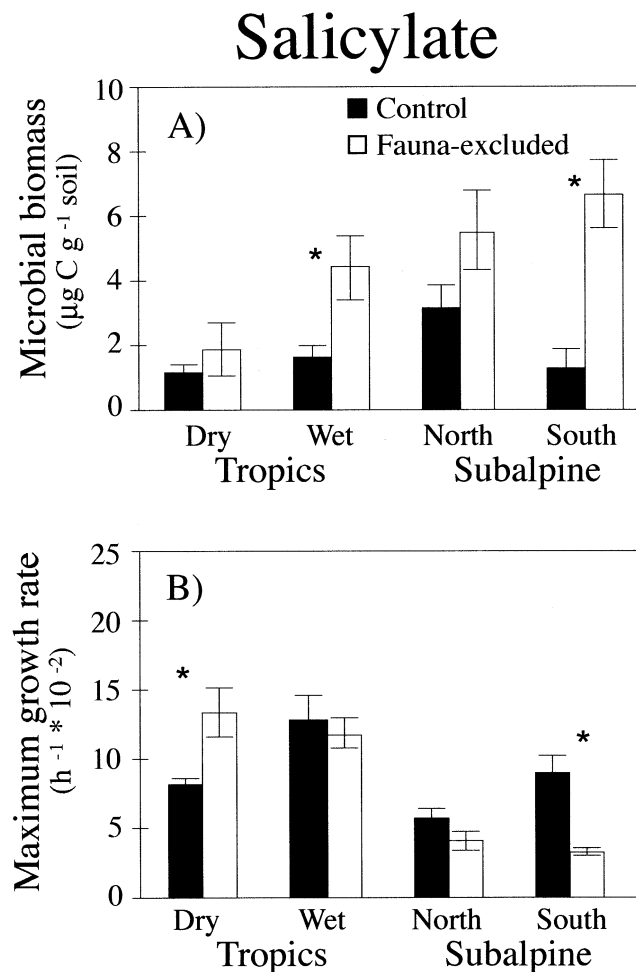 Salicylate
A)
Control
Fauna-excluded
Microbial biomass
(µg C g ⁻¹ soil)
10
8
6
4
2
0
*
*
Dry Wet North South
Tropics Subalpine
B)
Maximum growth rate
(h ⁻¹ * 10 ⁻²)
25
20
15
10
5
0
*
*
Dry Wet North South
Tropics Subalpine